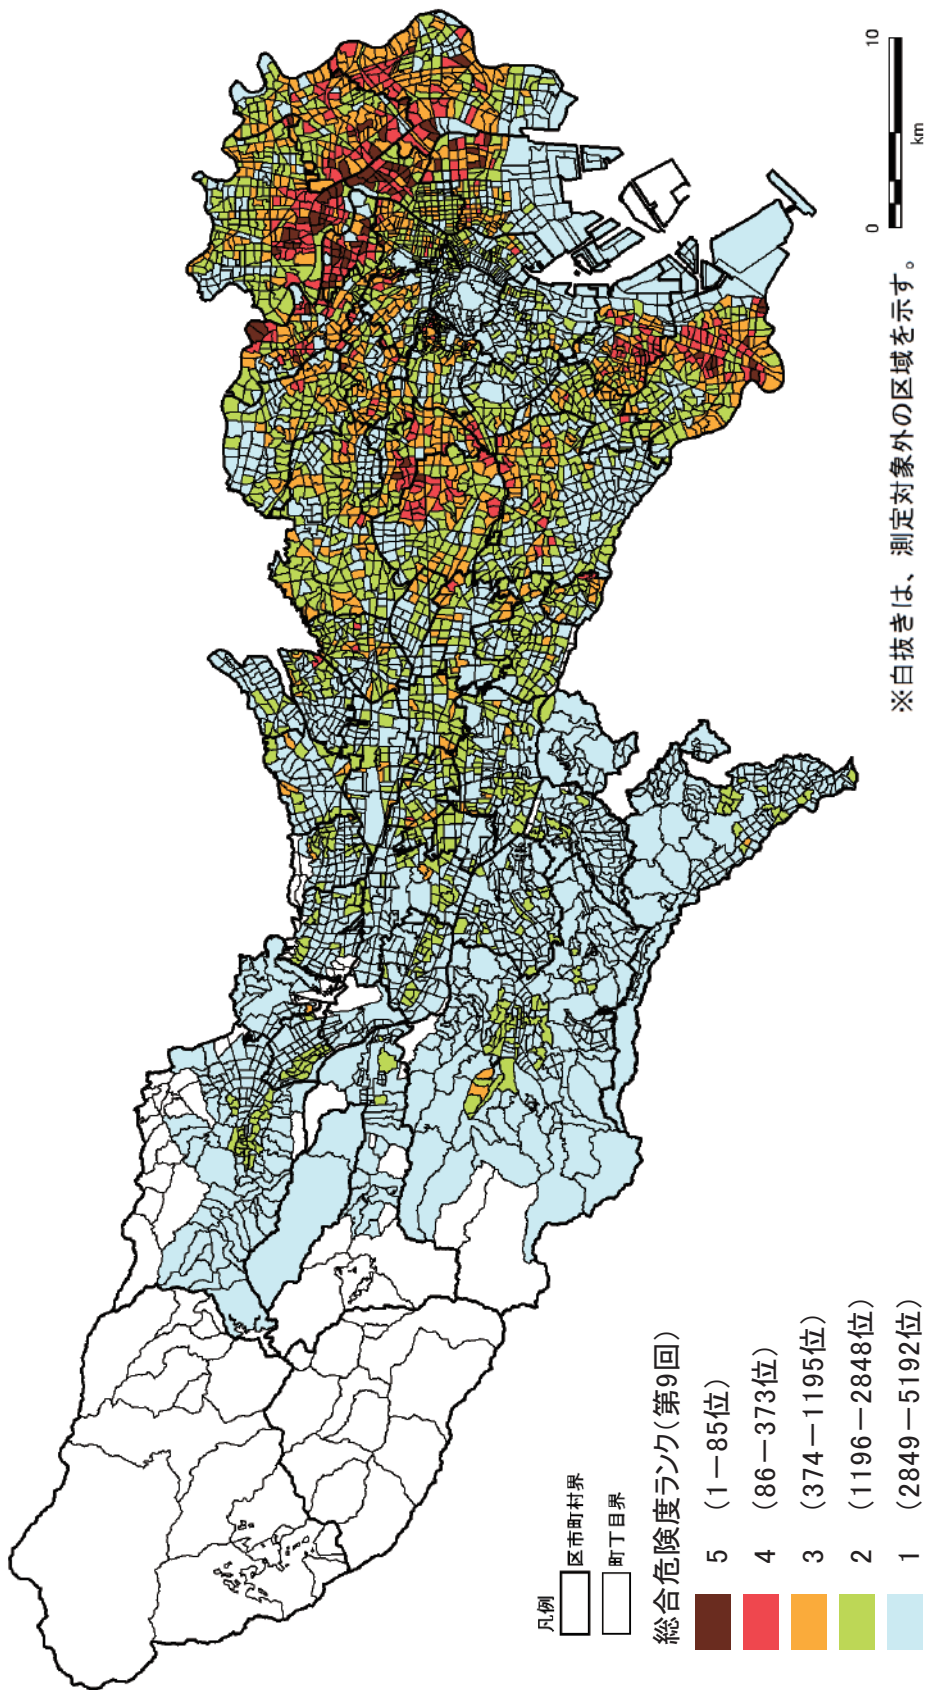 凡例
区市町村界
町丁目界
総合危険度ランク(第9回)
5 (1－85位)
4 (86－373位)
3 (374－1195位)
2 (1196－2848位)
1 (2849－5192位)
0 10
km
※白抜きは、測定対象外の区域を示す。